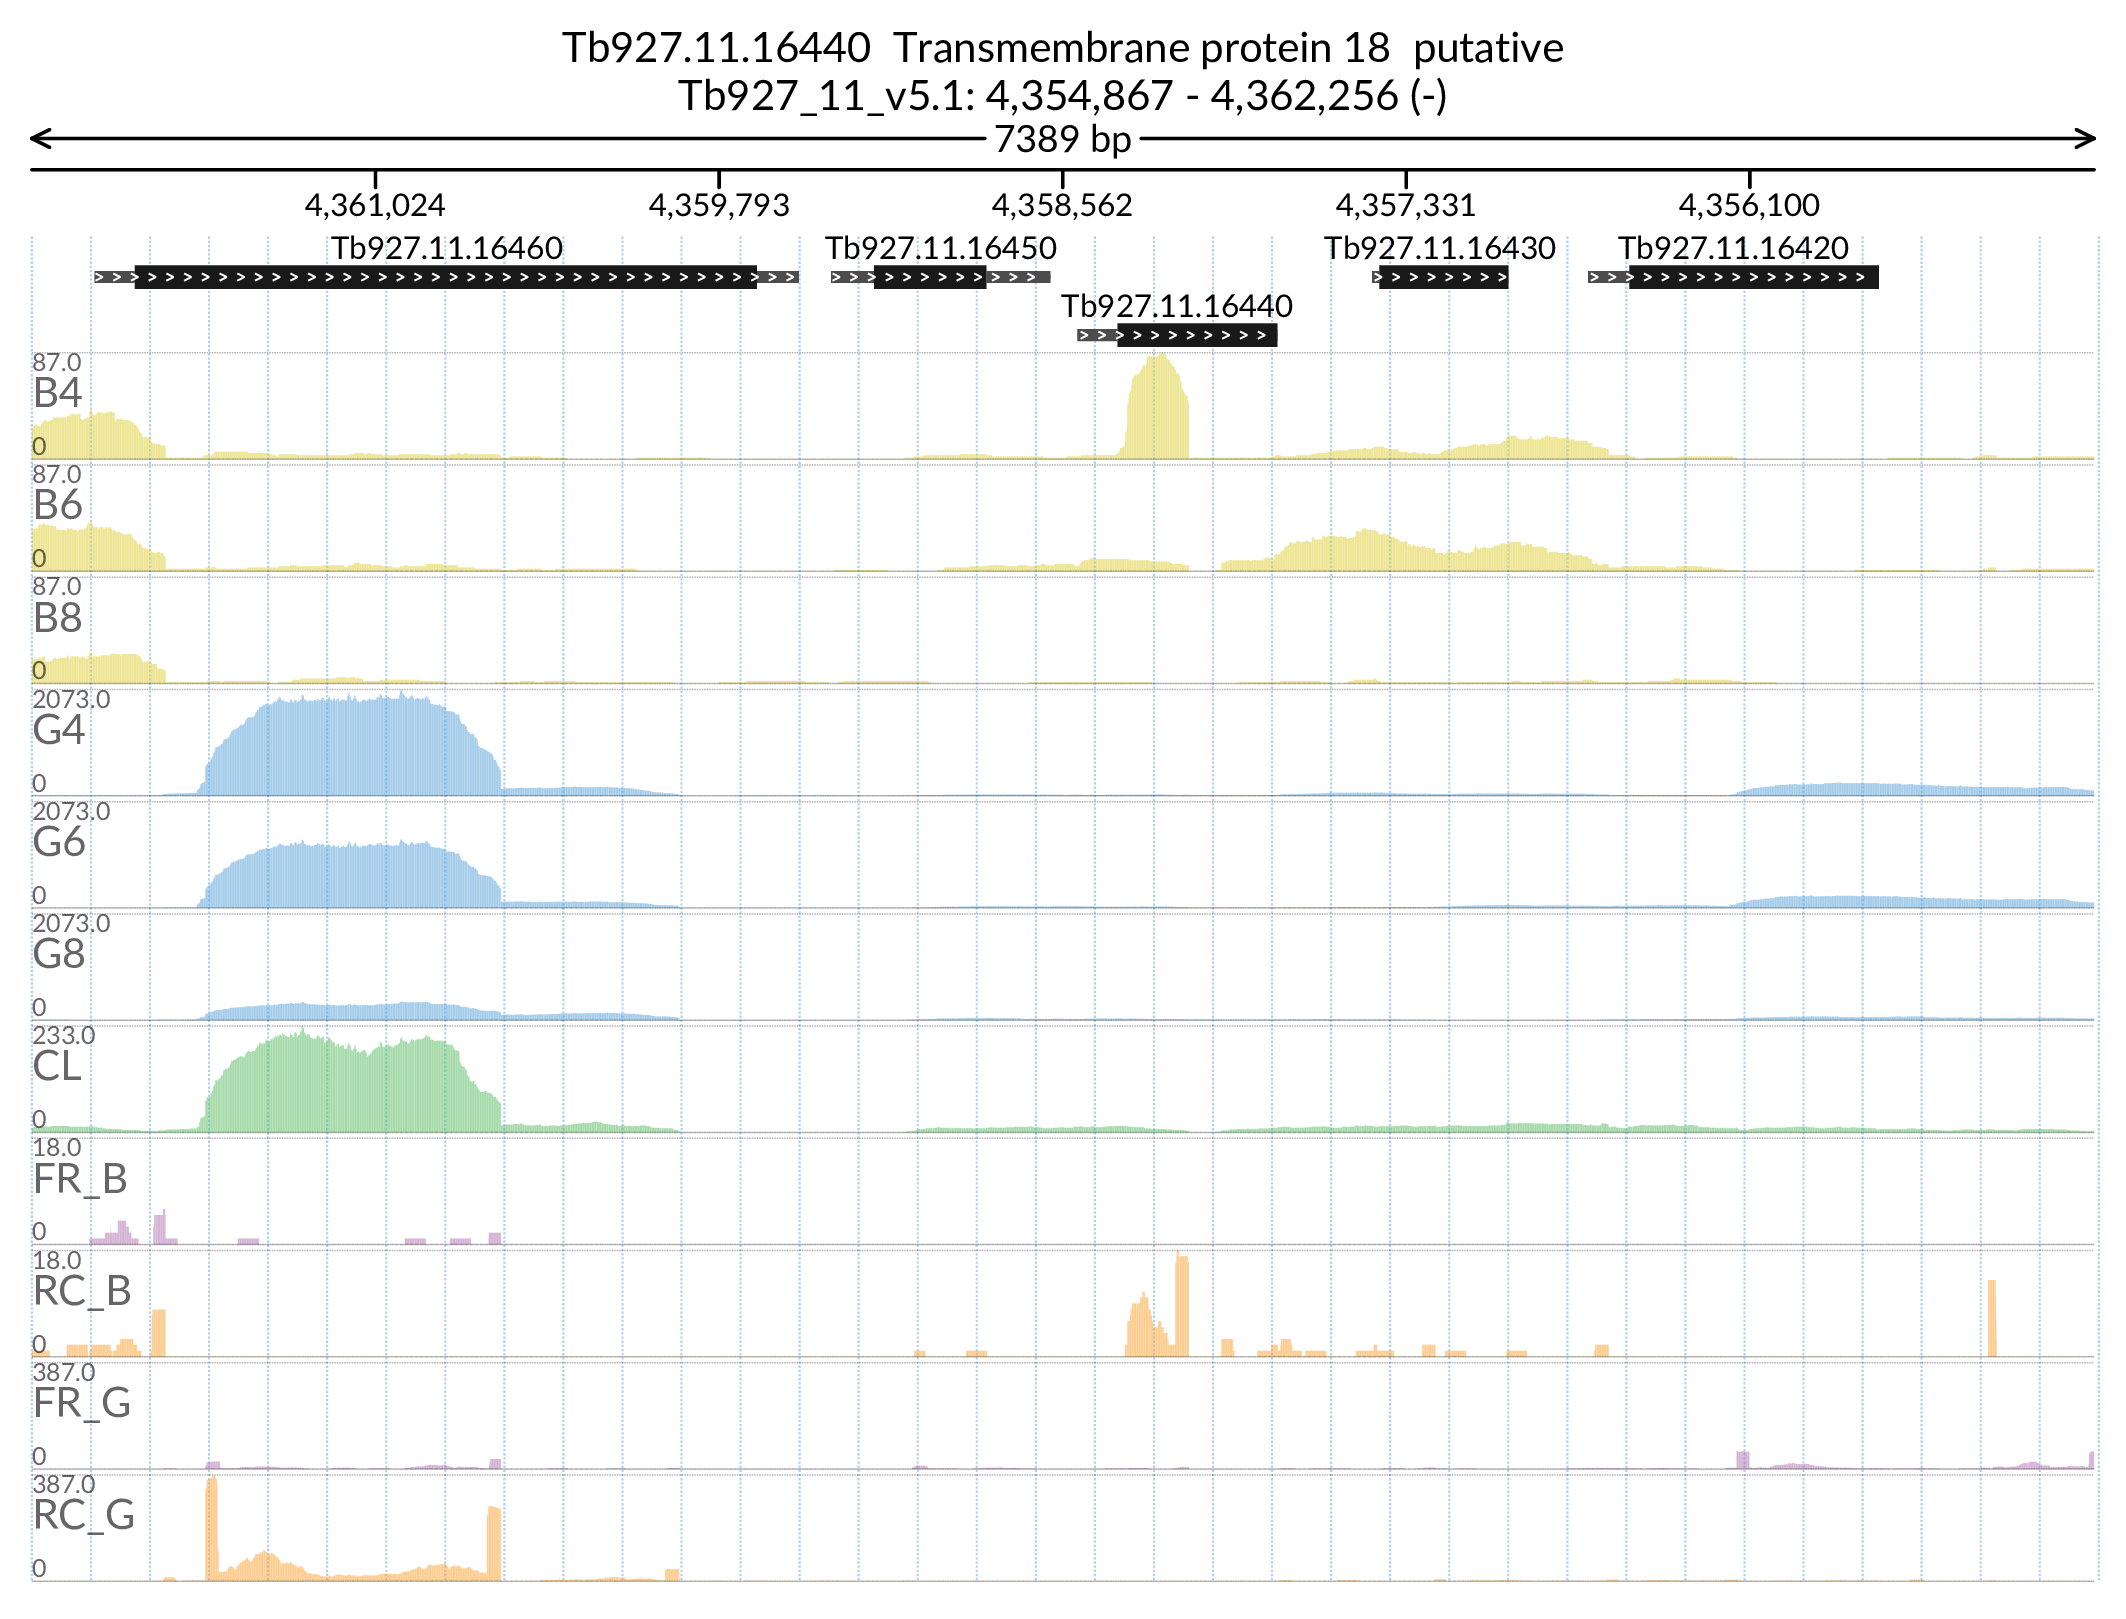 Tb927.11.16440 Transmembrane protein 18 putative
Tb927_11_v5.1: 4,354,867 - 4,362,256 (-)
7389 bp
4,361,024 4,359,793 4,358,562 4,357,331 4,356,100
Tb927.11.16460 Tb927.11.16450 Tb927.11.16430 Tb927.11.16420
Tb927.11.16440
87.0
B4
0
87.0
B6
0
87.0
B8
0
2073.0
G4
0
2073.0
G6
0
2073.0
G8
0
233.0
CL
0
18.0
FR_B
0
18.0
RC_B
0
387.0
FR_G
0
387.0
RC_G
0